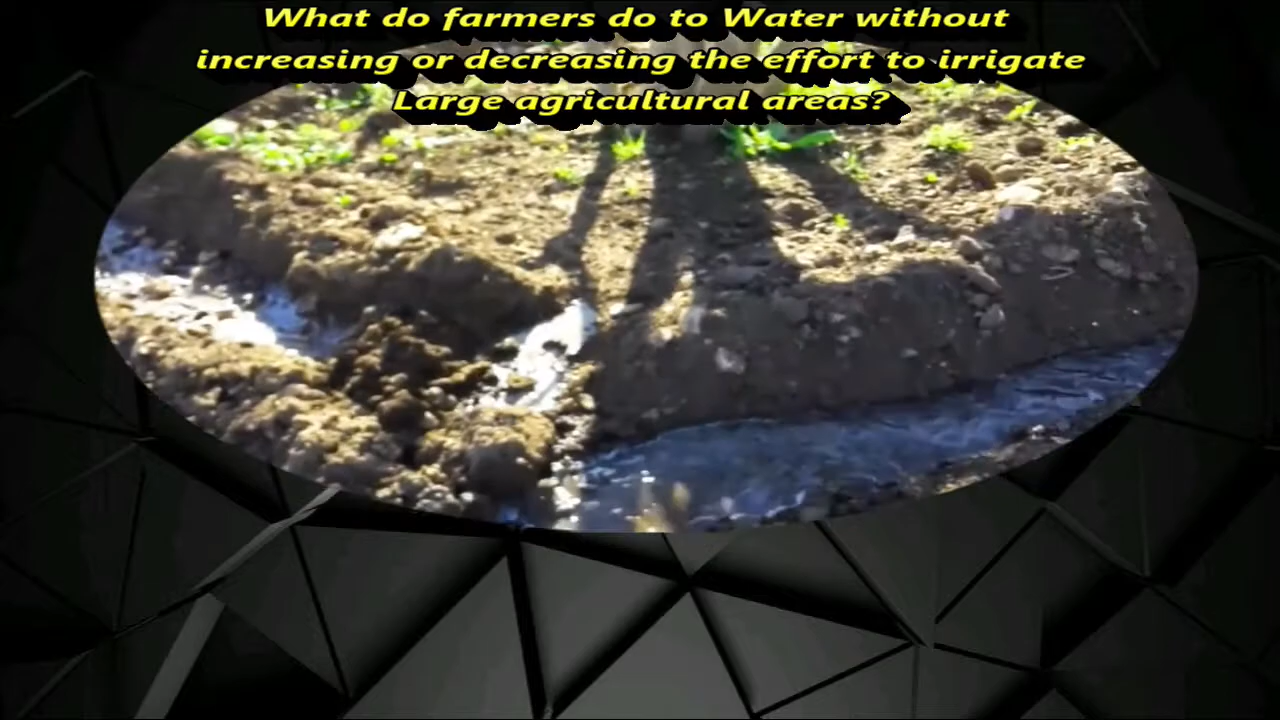 What do farmers do to Water without
increasing or decreasing the effort to irrigate
Large agricultural areas?